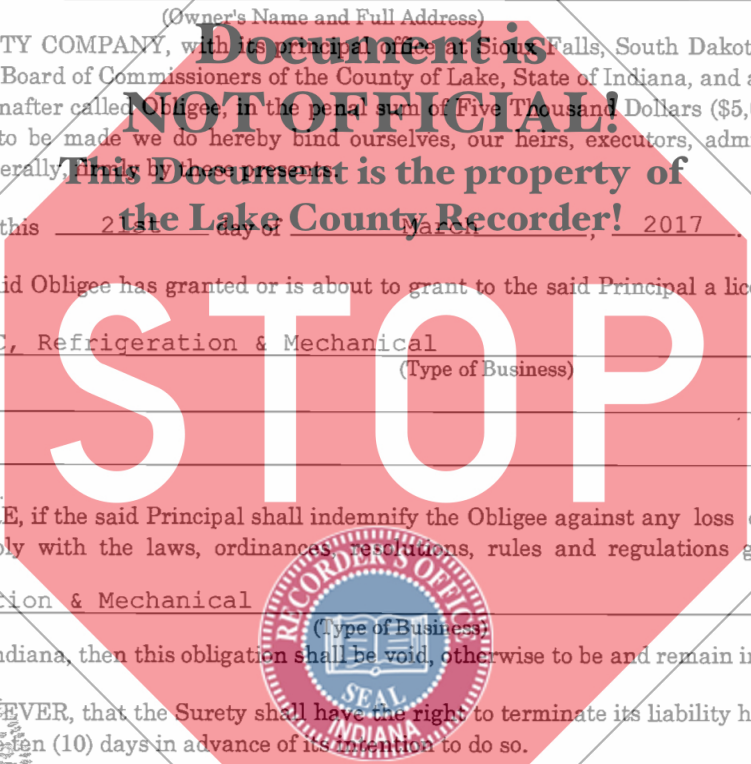 (Owner's Name and Full Address)
TY COMPANY, with its principal office at Sioux Falls, South Dakot
Document is
Board of Commissioners of the County of Lake, State of Indiana, and a
nafter called Obligee, in the penal sum of Five Thousand Dollars ($5,
NOT OFFICIAL!
to be made we do hereby bind ourselves, our heirs, executors, adm
erally, firmly by these presents.
This Document is the property of
the Lake County Recorder!
this 21st day of March, 2017.
id Obligee has granted or is about to grant to the said Principal a lic
STOP
C, Refrigeration & Mechanical
(Type of Business)
E, if the said Principal shall indemnify the Obligee against any loss
ply with the laws, ordinances, resolutions, rules and regulations g
tion & Mechanical
(Type of Business)
RECORDER'S OFFICE
SEAL
INDIANA
ndiana, then this obligation shall be void, otherwise to be and remain i
EVER, that the Surety shall have the right to terminate its liability h
e ten (10) days in advance of its intention to do so.